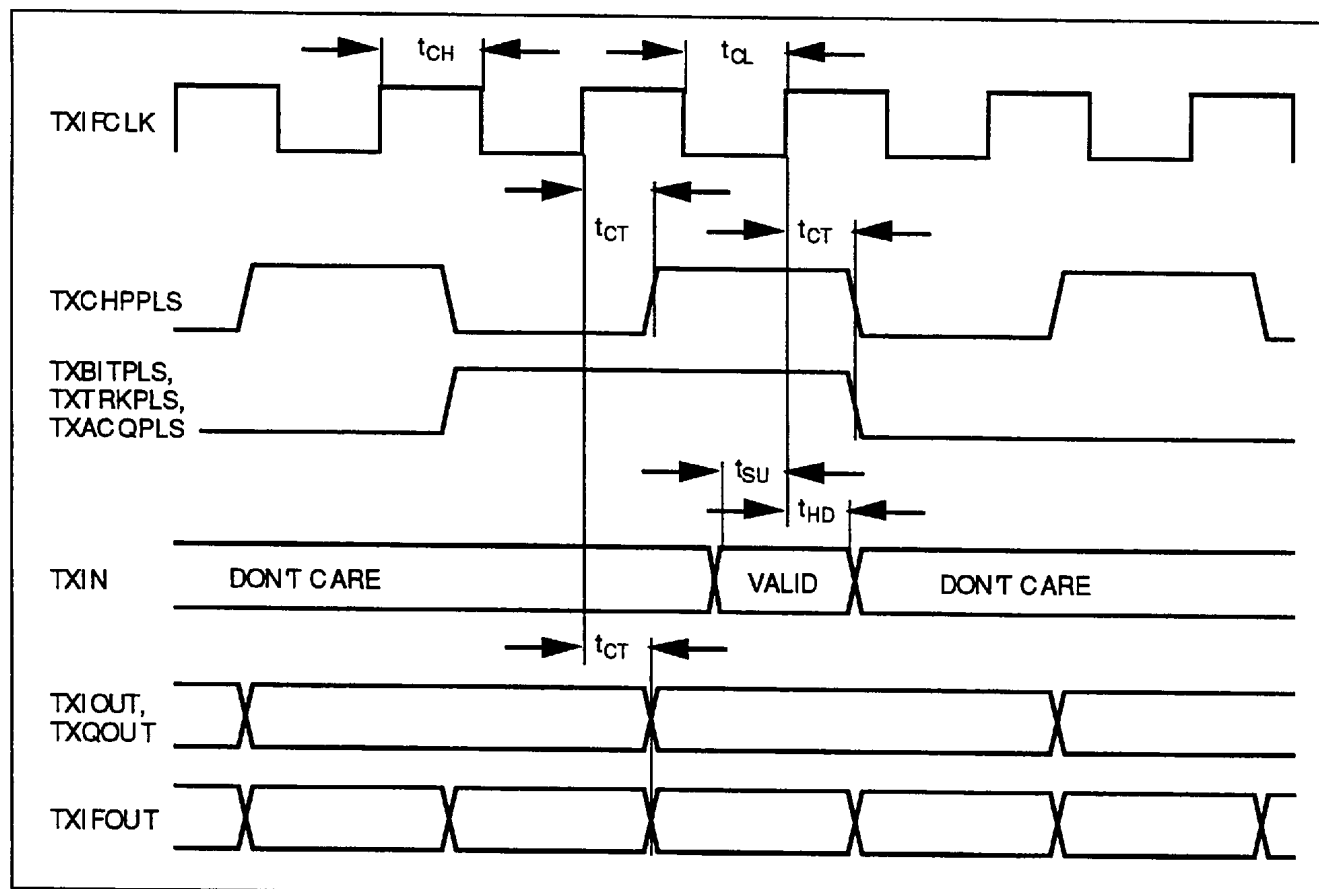 tCH
tCL
TXIFCLK
tCT
tCT
TXCHPPLS
TXBITPLS,
TXTRKPLS,
TXACQPLS
tSU
tHD
TXIN
DON'T CARE
VALID
DON'T CARE
tCT
TXIOUT,
TXQOUT
TXIFOUT